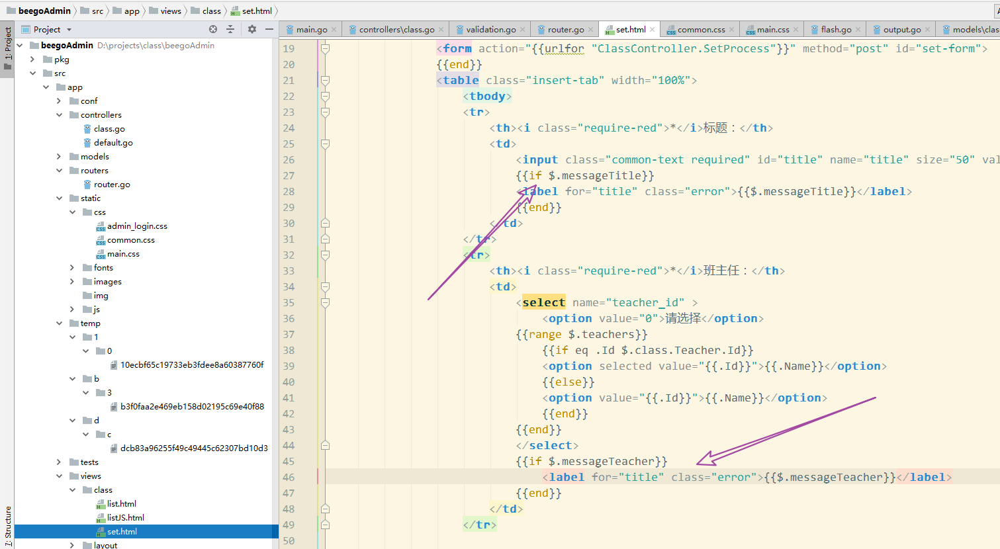 beegoAdmin src app views class set.html
Project
main.go controllers\class.go validation.go router.go set.html common.css main.css flash.go output.go models\clas
1: Project
7: Structure
beegoAdmin D:\projects\class\beegoAdmin
pkg
src
app
conf
controllers
class.go
default.go
models
routers
router.go
static
css
admin_login.css
common.css
main.css
fonts
images
img
js
temp
1
0
10ecbf65c19733eb3fdee8a60387760f
b
3
b3f0faa2e469eb158d02195c69e40f88
d
c
dcb83a96255f49c49445c62307bd10d3
tests
views
class
list.html
listJS.html
set.html
layout
19 <form action="{{urlfor "ClassController.SetProcess"}}" method="post" id="set-form">
20 {{end}}
21 <table class="insert-tab" width="100%">
22 <tbody>
23 <tr>
24 <th><i class="require-red">*</i>标题：</th>
25 <td>
26 <input class="common-text required" id="title" name="title" size="50" val
27 {{if $.messageTitle}}
28 <label for="title" class="error">{{$.messageTitle}}</label>
29 {{end}}
30 </td>
31 </tr>
32 <tr>
33 <th><i class="require-red">*</i>班主任：</th>
34 <td>
35 <select name="teacher_id" >
36 <option value="0">请选择</option>
37 {{range $.teachers}}
38 {{if eq .Id $.class.Teacher.Id}}
39 <option selected value="{{.Id}}">{{.Name}}</option>
40 {{else}}
41 <option value="{{.Id}}">{{.Name}}</option>
42 {{end}}
43 {{end}}
44 </select>
45 {{if $.messageTeacher}}
46 <label for="title" class="error">{{$.messageTeacher}}</label>
47 {{end}}
48 </td>
49 </tr>
50